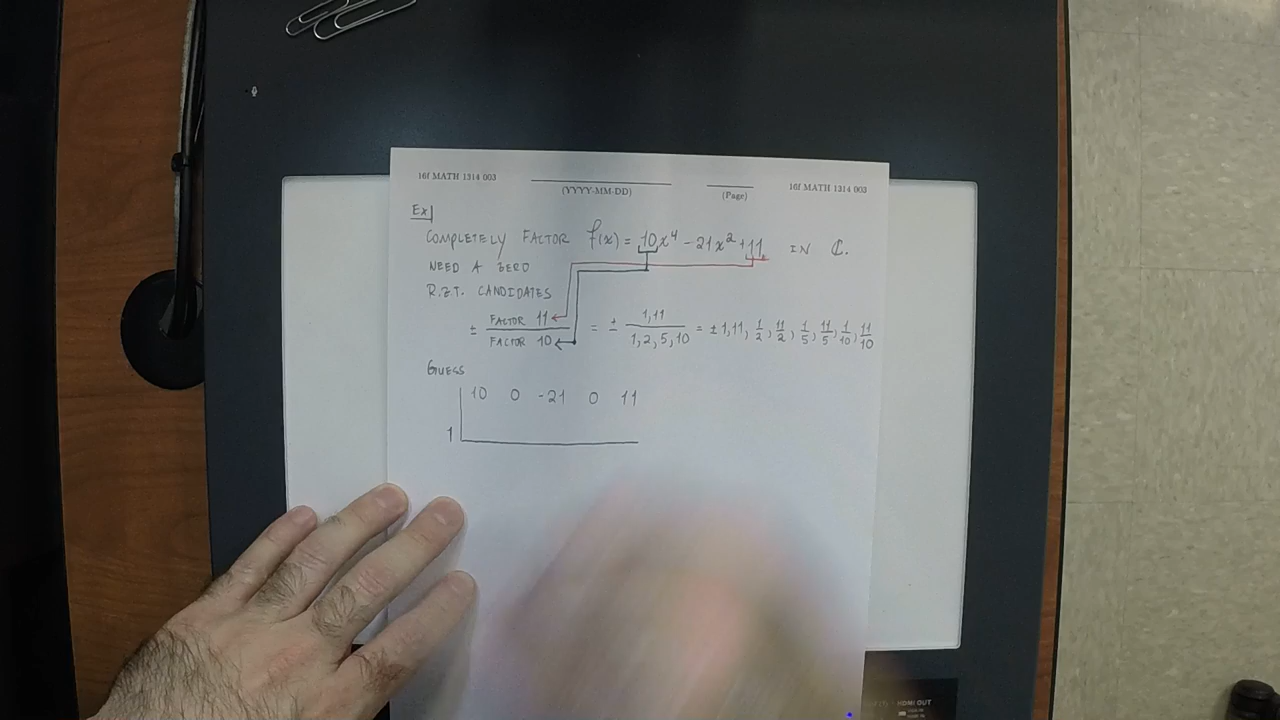 16f MATH 1314 003 (YYYY-MM-DD) (Page) 16f MATH 1314 003
Ex|
COMPLETELY FACTOR f(x) = 10x⁴ - 21x² + 11 IN ℂ.
NEED A ZERO
R.Z.T. CANDIDATES
± FACTOR 11 / FACTOR 10 = ± 1, 11 / 1, 2, 5, 10 = ± 1, 11, 1/2, 11/2, 1/5, 11/5, 1/10, 11/10
GUESS
10 0 -21 0 11
1
HDMI OUT